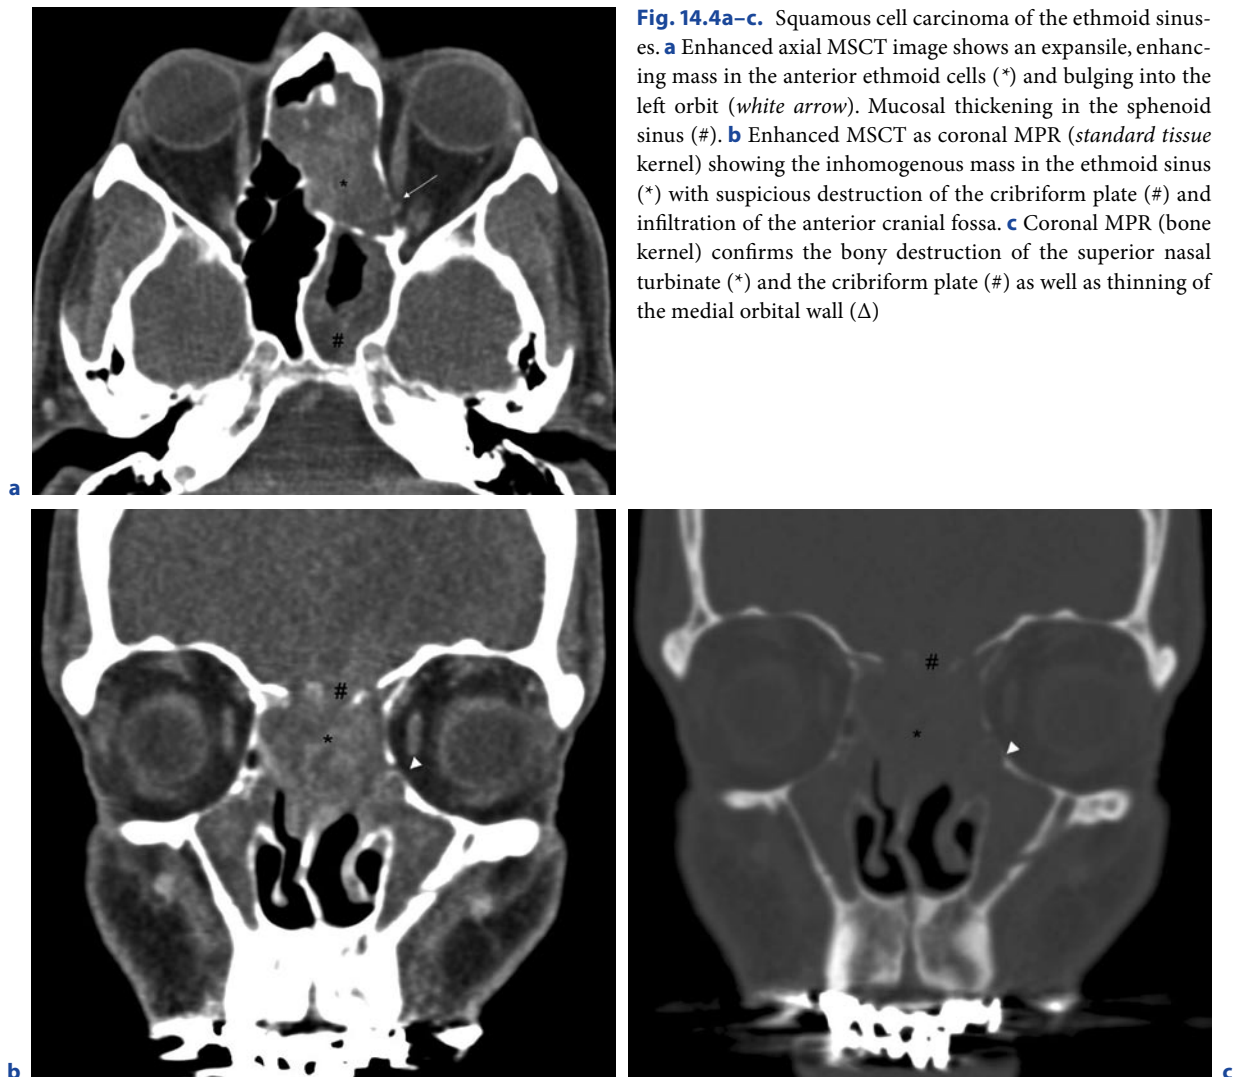 Fig. 14.4a–c. Squamous cell carcinoma of the ethmoid sinus-
es. a Enhanced axial MSCT image shows an expansile, enhanc-
ing mass in the anterior ethmoid cells (*) and bulging into the
left orbit (white arrow). Mucosal thickening in the sphenoid
sinus (#). b Enhanced MSCT as coronal MPR (standard tissue
kernel) showing the inhomogenous mass in the ethmoid sinus
(*) with suspicious destruction of the cribriform plate (#) and
infiltration of the anterior cranial fossa. c Coronal MPR (bone
kernel) confirms the bony destruction of the superior nasal
turbinate (*) and the cribriform plate (#) as well as thinning of
the medial orbital wall (Δ)
*
#
a
#
*
b
#
*
c